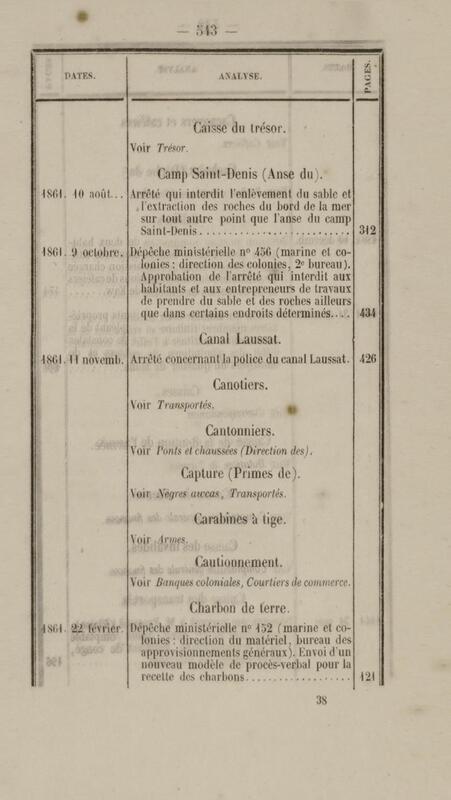 — 543 —
DATES. ANALYSE. PAGES.
Caisse du trésor.
Voir Trésor.
Camp Saint-Denis (Anse du).
1861. 10 août... Arrêté qui interdit l'enlèvement du sable et
l'extraction des roches du bord de la mer
sur tout autre point que l'anse du camp
Saint-Denis........................... 312
1861. 9 octobre. Dépêche ministérielle n° 456 (marine et co-
lonies : direction des colonies, 2e bureau).
Approbation de l'arrêté qui interdit aux
habitants et aux entrepreneurs de travaux
de prendre du sable et des roches ailleurs
que dans certains endroits déterminés.... 434
Canal Laussat.
1861. 11 novemb. Arrêté concernant la police du canal Laussat. 426
Canotiers.
Voir Transportés.
Cantonniers.
Voir Ponts et chaussées (Direction des).
Capture (Primes de).
Voir Nègres awcas, Transportés.
Carabines à tige.
Voir Armes.
Cautionnement.
Voir Banques coloniales, Courtiers de commerce.
Charbon de terre.
1861. 22 février. Dépêche ministérielle n° 152 (marine et co-
lonies : direction du matériel, bureau des
approvisionnements généraux). Envoi d'un
nouveau modèle de procès-verbal pour la
recette des charbons................... 121
38